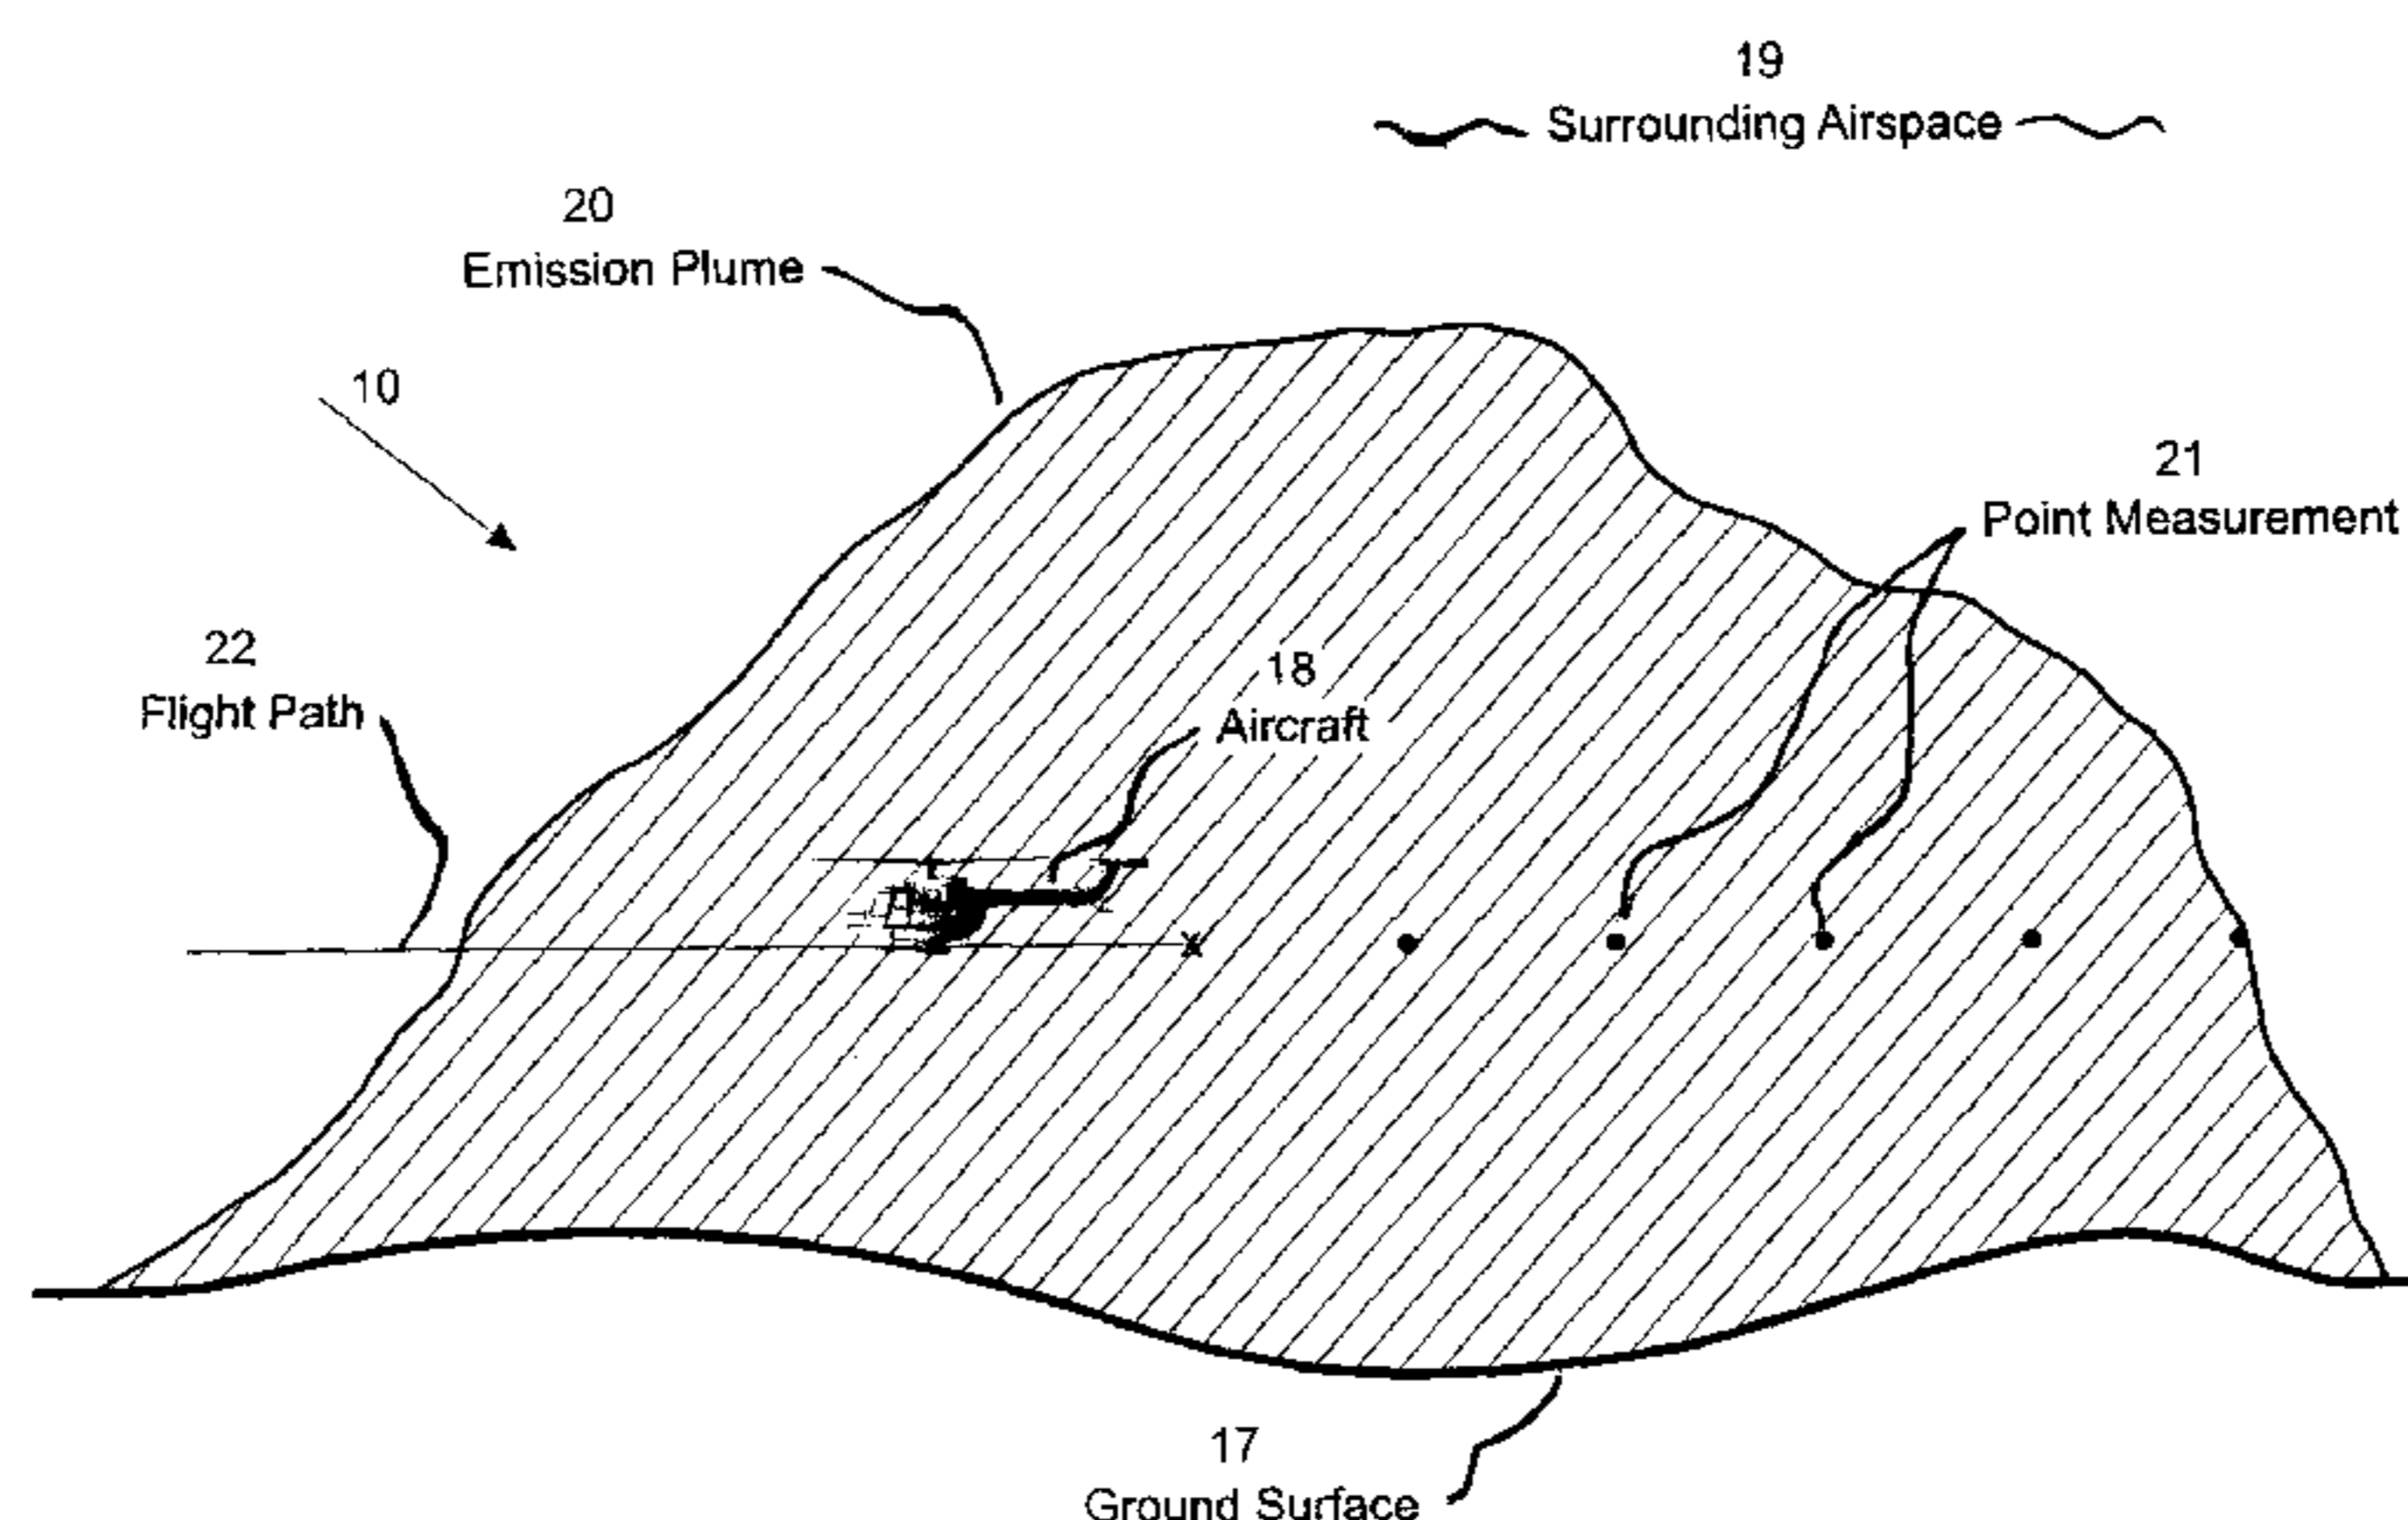 19
Surrounding Airspace
20
Emission Plume
10
21
Point Measurement
22
Flight Path
18
Aircraft
17
Ground Surface